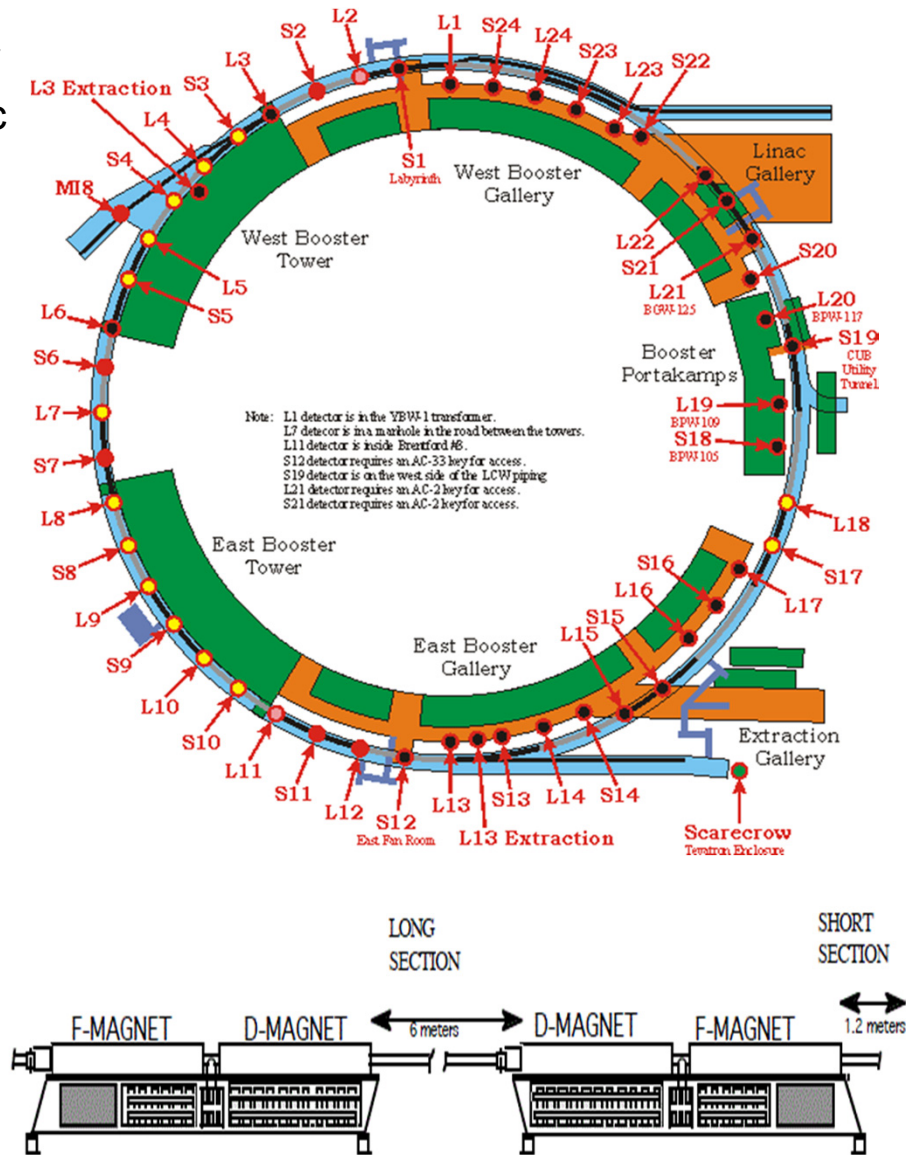 c
L3 Extraction
S3
L3
S2
L2
L1
S24
L24
S23
L23
S22
L4
S4
MI8
S1
Labyrinth
West Booster
Gallery
Linac
Gallery
West Booster
Tower
L22
S21
L21
BGW-125
S20
L5
S5
L6
S6
L7
S7
L20
BPW-117
S19
CUB
Utility
Tunnel
Booster
Portakamps
L19
BPW-109
S18
BPW-105
Note: L1 detector is in the YBW-1 transformer.
L7 detecor is in a manhole in the road between the towers.
L11 detector is inside Brentford #3.
S12 detector requires an AC-33 key for access.
S19 detector is on the west side of the LCW piping
L21 detector requires an AC-2 key for access.
S21 detector requires an AC-2 key for access.
L8
S8
L9
S9
L10
S10
L11
S11
L12
East Booster
Tower
L18
S17
L17
S16
L16
S15
L15
East Booster
Gallery
S12
East Fan Room
L13
L13 Extraction
S13
L14
S14
Extraction
Gallery
Scarecrow
Tevatron Enclosure
LONG
SECTION
SHORT
SECTION
F-MAGNET
D-MAGNET
6 meters
D-MAGNET
F-MAGNET
1.2 meters